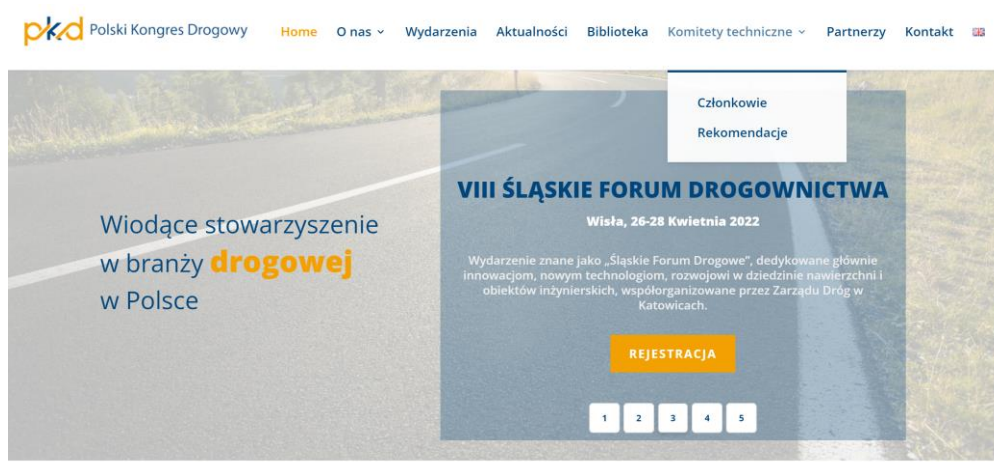 pkd Polski Kongres Drogowy
Home O nas Wydarzenia Aktualności Biblioteka Komitety techniczne Partnerzy Kontakt
Członkowie
Rekomendacje
Wiodące stowarzyszenie
w branży drogowej
w Polsce
VIII ŚLĄSKIE FORUM DROGOWNICTWA
Wisła, 26-28 Kwietnia 2022
Wydarzenie znane jako „Śląskie Forum Drogowe”, dedykowane głównie
innowacjom, nowym technologiom, rozwojowi w dziedzinie nawierzchni i
obiektów inżynierskich, współorganizowane przez Zarządu Dróg w
Katowicach.
REJESTRACJA
1 2 3 4 5